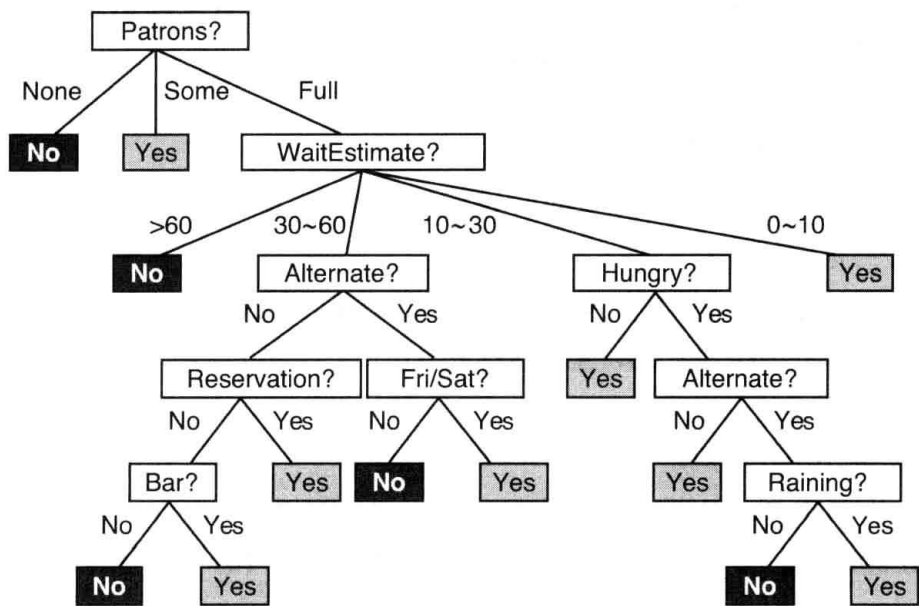 Patrons?
None Some Full
No Yes WaitEstimate?
>60 30~60 10~30 0~10
No Alternate? Hungry? Yes
No Yes No Yes
Reservation? Fri/Sat? Yes Alternate?
No Yes No Yes No Yes
Bar? Yes No Yes Yes Raining?
No Yes No Yes
No Yes No Yes